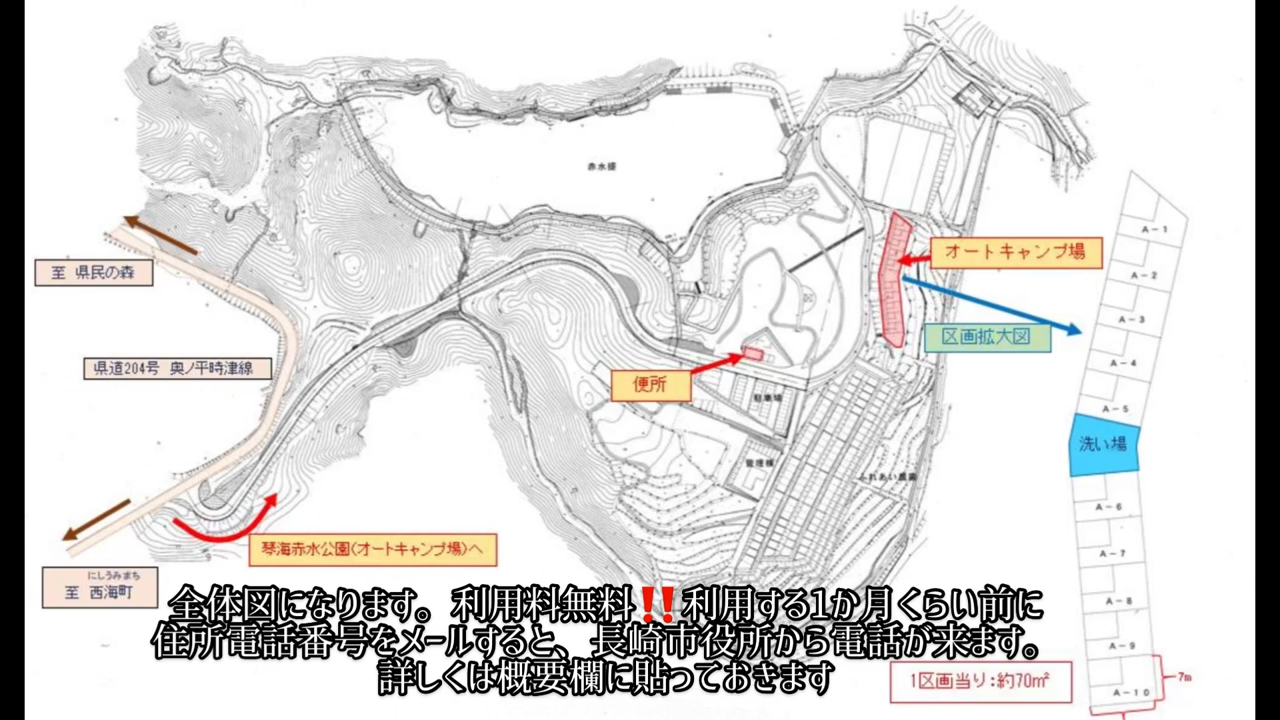 赤水堤
至 県民の森
県道204号 奥ノ平時津線
オートキャンプ場
区画拡大図
便所
駐車場
管理棟
ふれあい農園
A-1
A-2
A-3
A-4
A-5
洗い場
A-6
A-7
A-8
A-9
A-10
7m
琴海赤水公園(オートキャンプ場)へ
にしうみまち
至 西海町
1区画当り:約70㎡
全体図になります。利用料無料‼️利用する1か月くらい前に
住所電話番号をメールすると、長崎市役所から電話が来ます。
詳しくは概要欄に貼っておきます